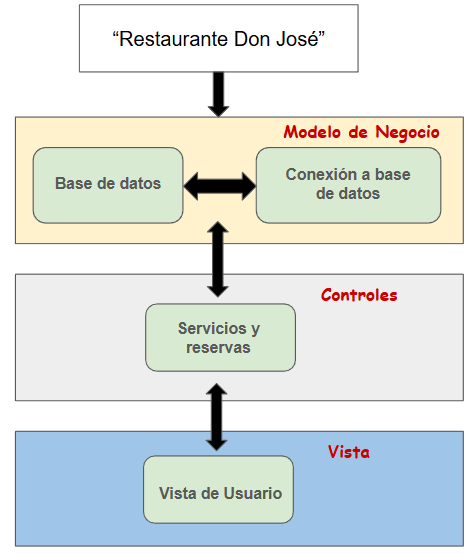 “Restaurante Don José”
Modelo de Negocio
Base de datos
Conexión a base
de datos
Controles
Servicios y
reservas
Vista
Vista de Usuario